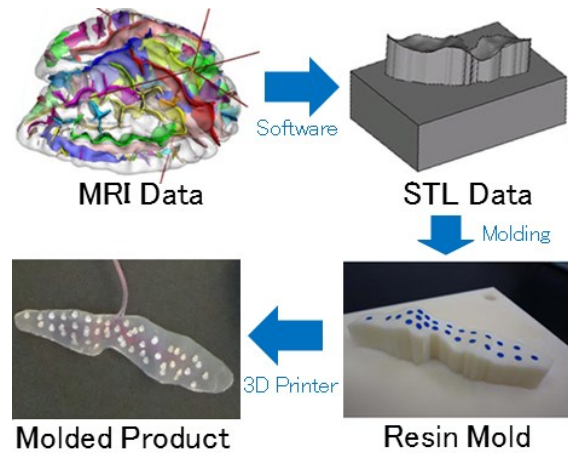 Software
MRI Data
STL Data
Molding
3D Printer
Molded Product
Resin Mold